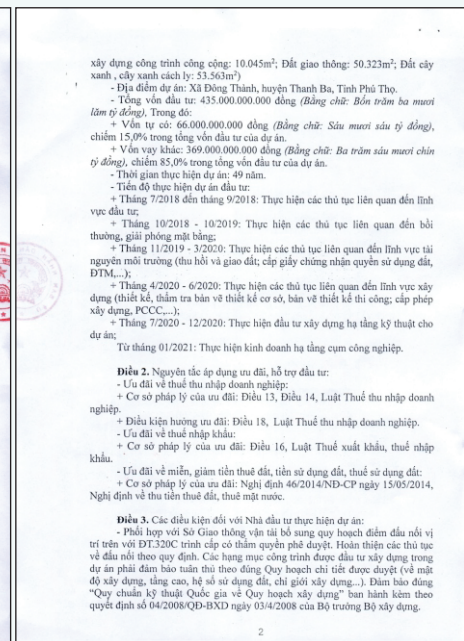 xây dựng công trình công cộng: 10.045m²; Đất giao thông: 50.323m²; Đất cây
xanh , cây xanh cách ly: 53.563m²)
- Địa điểm dự án: Xã Đông Thành, huyện Thanh Ba, Tỉnh Phú Thọ.
- Tổng vốn đầu tư: 435.000.000.000 đồng (Bằng chữ: Bốn trăm ba mươi
lăm tỷ đồng), Trong đó:
+ Vốn tự có: 66.000.000.000 đồng (Bằng chữ: Sáu mươi sáu tỷ đồng),
chiếm 15,0% trong tổng vốn đầu tư của dự án.
+ Vốn vay khác: 369.000.000.000 đồng (Bằng chữ: Ba trăm sáu mươi chín
tỷ đồng), chiếm 85,0% trong tổng vốn đầu tư của dự án.
- Thời gian thực hiện dự án: 49 năm.
- Tiến độ thực hiện dự án đầu tư:
+ Tháng 7/2018 đến tháng 9/2018: Thực hiện các thủ tục liên quan đến lĩnh
vực đầu tư;
+ Tháng 10/2018 - 10/2019: Thực hiện các thủ tục liên quan đến bồi
thường, giải phóng mặt bằng;
+ Tháng 11/2019 - 3/2020: Thực hiện các thủ tục liên quan đến lĩnh vực tài
nguyên môi trường (thu hồi và giao đất; cấp giấy chứng nhận quyền sử dụng đất,
ĐTM,...);
+ Tháng 4/2020 - 6/2020: Thực hiện các thủ tục liên quan đến lĩnh vực xây
dựng (thiết kế, thẩm tra bản vẽ thiết kế cơ sở, bản vẽ thiết kế thi công; cấp phép
xây dựng, PCCC,...);
+ Tháng 7/2020 - 12/2020: Thực hiện đầu tư xây dựng hạ tầng kỹ thuật cho
dự án;
Từ tháng 01/2021: Thực hiện kinh doanh hạ tầng cụm công nghiệp.
Điều 2. Nguyên tắc áp dụng ưu đãi, hỗ trợ đầu tư:
- Ưu đãi về thuế thu nhập doanh nghiệp:
+ Cơ sở pháp lý của ưu đãi: Điều 13, Điều 14, Luật Thuế thu nhập doanh
nghiệp.
+ Điều kiện hưởng ưu đãi: Điều 18, Luật Thuế thu nhập doanh nghiệp.
- Ưu đãi về thuế nhập khẩu:
+ Cơ sở pháp lý của ưu đãi: Điều 16, Luật Thuế xuất khẩu, thuế nhập
khẩu.
- Ưu đãi về miễn, giảm tiền thuê đất, tiền sử dụng đất, thuế sử dụng đất:
+ Cơ sở pháp lý của ưu đãi: Nghị định 46/2014/NĐ-CP ngày 15/05/2014,
Nghị định về thu tiền thuê đất, thuê mặt nước.
Điều 3. Các điều kiện đối với Nhà đầu tư thực hiện dự án:
- Phối hợp với Sở Giao thông vận tải bổ sung quy hoạch điểm đấu nối vị
trí trên với ĐT.320C trình cấp có thẩm quyền phê duyệt. Hoàn thiện các thủ tục
về đấu nối theo quy định. Các hạng mục công trình được đầu tư xây dựng trong
dự án phải đảm bảo tuân thủ theo đúng Quy hoạch chi tiết được duyệt (về mật
độ xây dựng, tầng cao, hệ số sử dụng đất, chỉ giới xây dựng...). Đảm bảo đúng
"Quy chuẩn kỹ thuật Quốc gia về Quy hoạch xây dựng" ban hành kèm theo
quyết định số 04/2008/QĐ-BXD ngày 03/4/2008 của Bộ trưởng Bộ xây dựng.
2